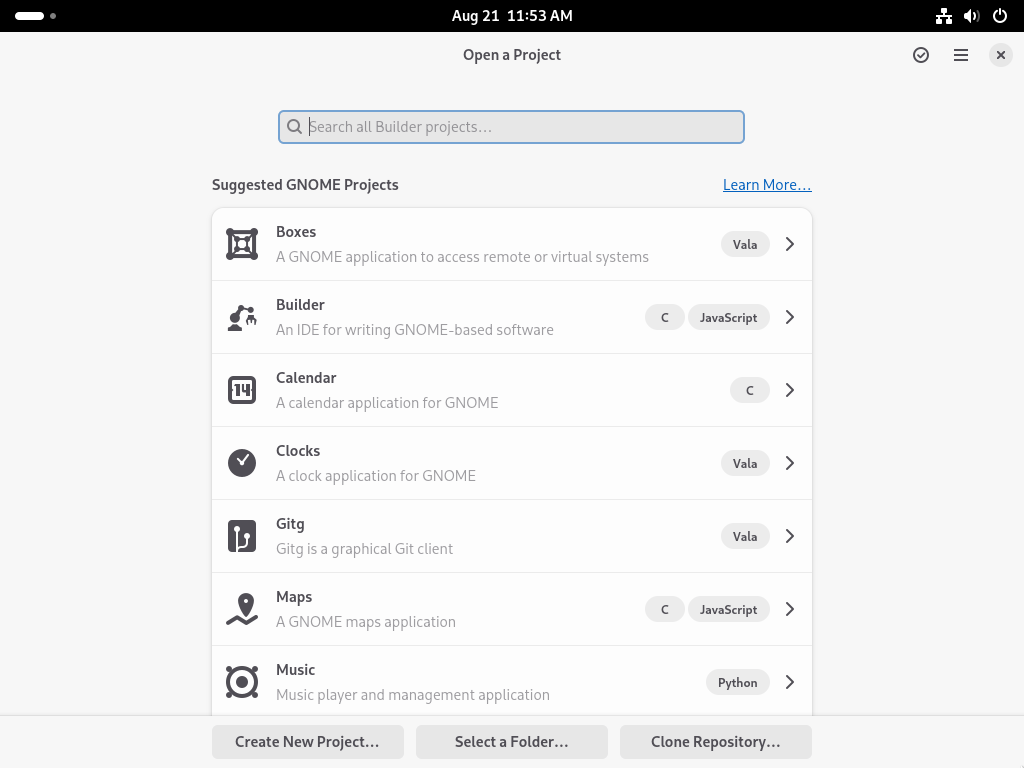 Aug 21 11:53 AM
Open a Project
Search all Builder projects…
Suggested GNOME Projects Learn More…
Boxes
A GNOME application to access remote or virtual systems
Vala
Builder
An IDE for writing GNOME-based software
C JavaScript
14 Calendar
A calendar application for GNOME
C
Clocks
A clock application for GNOME
Vala
Gitg
Gitg is a graphical Git client
Vala
Maps
A GNOME maps application
C JavaScript
Music
Music player and management application
Python
Create New Project… Select a Folder… Clone Repository…